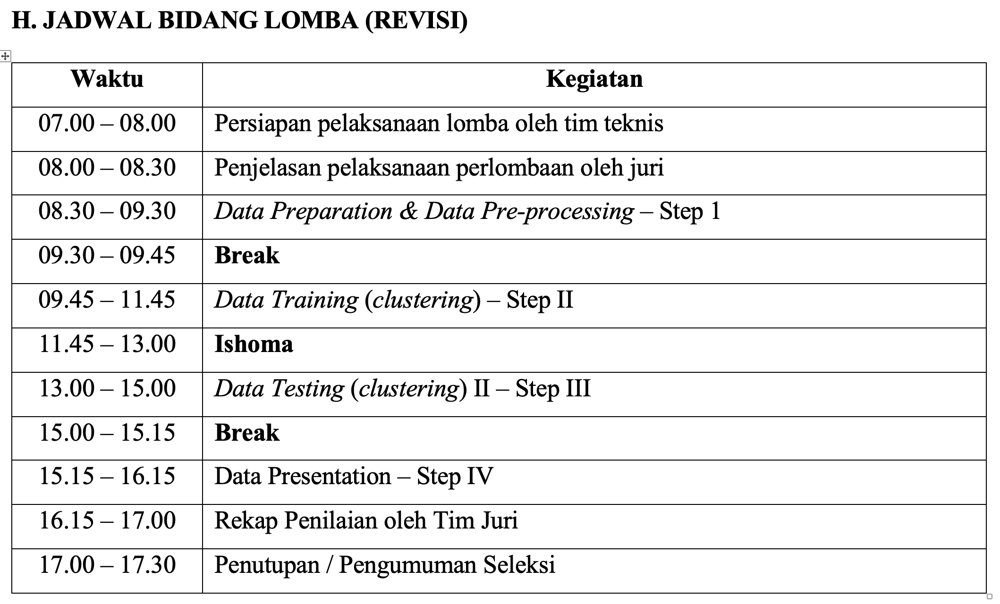 H. JADWAL BIDANG LOMBA (REVISI)
Waktu Kegiatan
07.00 – 08.00 Persiapan pelaksanaan lomba oleh tim teknis
08.00 – 08.30 Penjelasan pelaksanaan perlombaan oleh juri
08.30 – 09.30 Data Preparation & Data Pre-processing – Step 1
09.30 – 09.45 Break
09.45 – 11.45 Data Training (clustering) – Step II
11.45 – 13.00 Ishoma
13.00 – 15.00 Data Testing (clustering) II – Step III
15.00 – 15.15 Break
15.15 – 16.15 Data Presentation – Step IV
16.15 – 17.00 Rekap Penilaian oleh Tim Juri
17.00 – 17.30 Penutupan / Pengumuman Seleksi